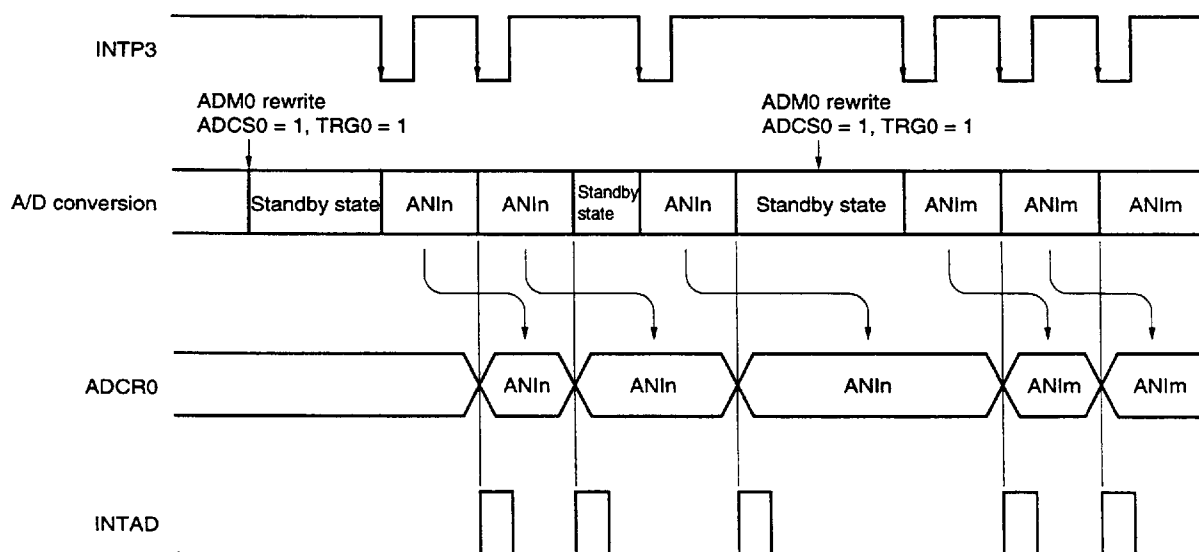 INTP3
ADM0 rewrite
ADCS0 = 1, TRG0 = 1
ADM0 rewrite
ADCS0 = 1, TRG0 = 1
A/D conversion
Standby state
ANIn
ANIn
Standby
state
ANIn
Standby state
ANIm
ANIm
ANIm
ADCR0
ANIn
ANIn
ANIn
ANIm
ANIm
INTAD